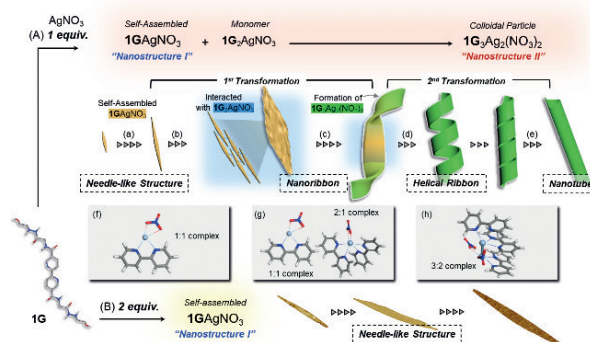 AgNO3
(A) 1 equiv.
Self-Assembled
1GAgNO3
"Nanostructure I"
+
Monomer
1G2AgNO3
Colloidal Particle
1G3Ag2(NO3)2
"Nanostructure II"
1st Transformation
2nd Transformation
Self-Assembled
1GAgNO3
Interacted
with 1G2AgNO3
Formation of
1G3Ag2(NO3)2
(a)
(b)
(c)
(d)
(e)
Needle-like Structure
Nanoribbon
Helical Ribbon
Nanotube
(f)
1:1 complex
(g)
2:1 complex
1:1 complex
(h)
3:2 complex
1G
(B) 2 equiv.
Self-assembled
1GAgNO3
"Nanostructure I"
Needle-like Structure